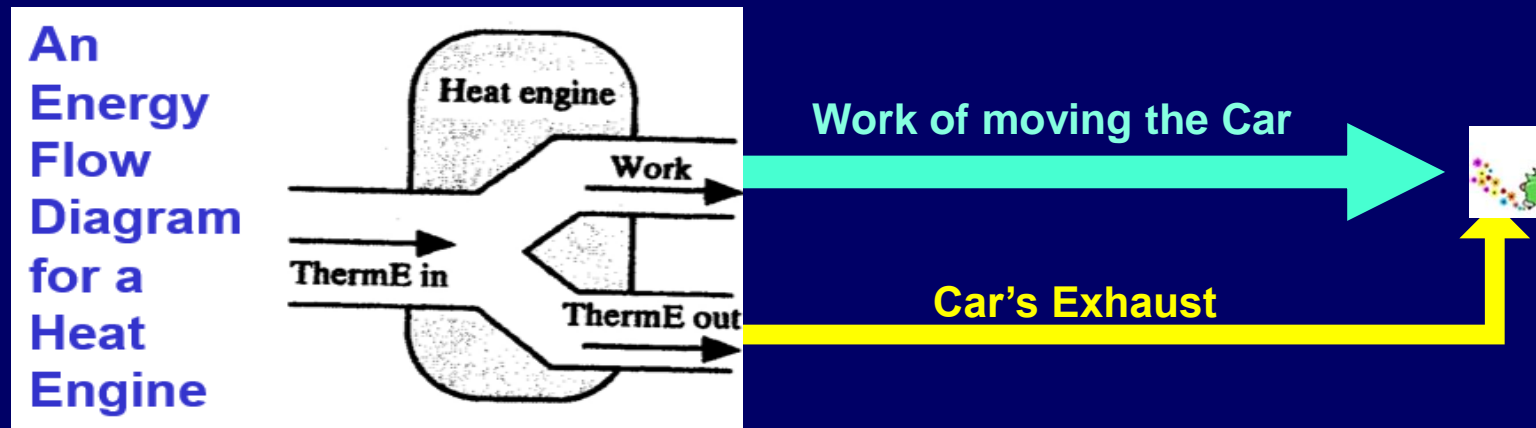 An
Energy
Flow
Diagram
for a
Heat
Engine
Heat engine
Work
ThermE in
ThermE out
Work of moving the Car
Car’s Exhaust